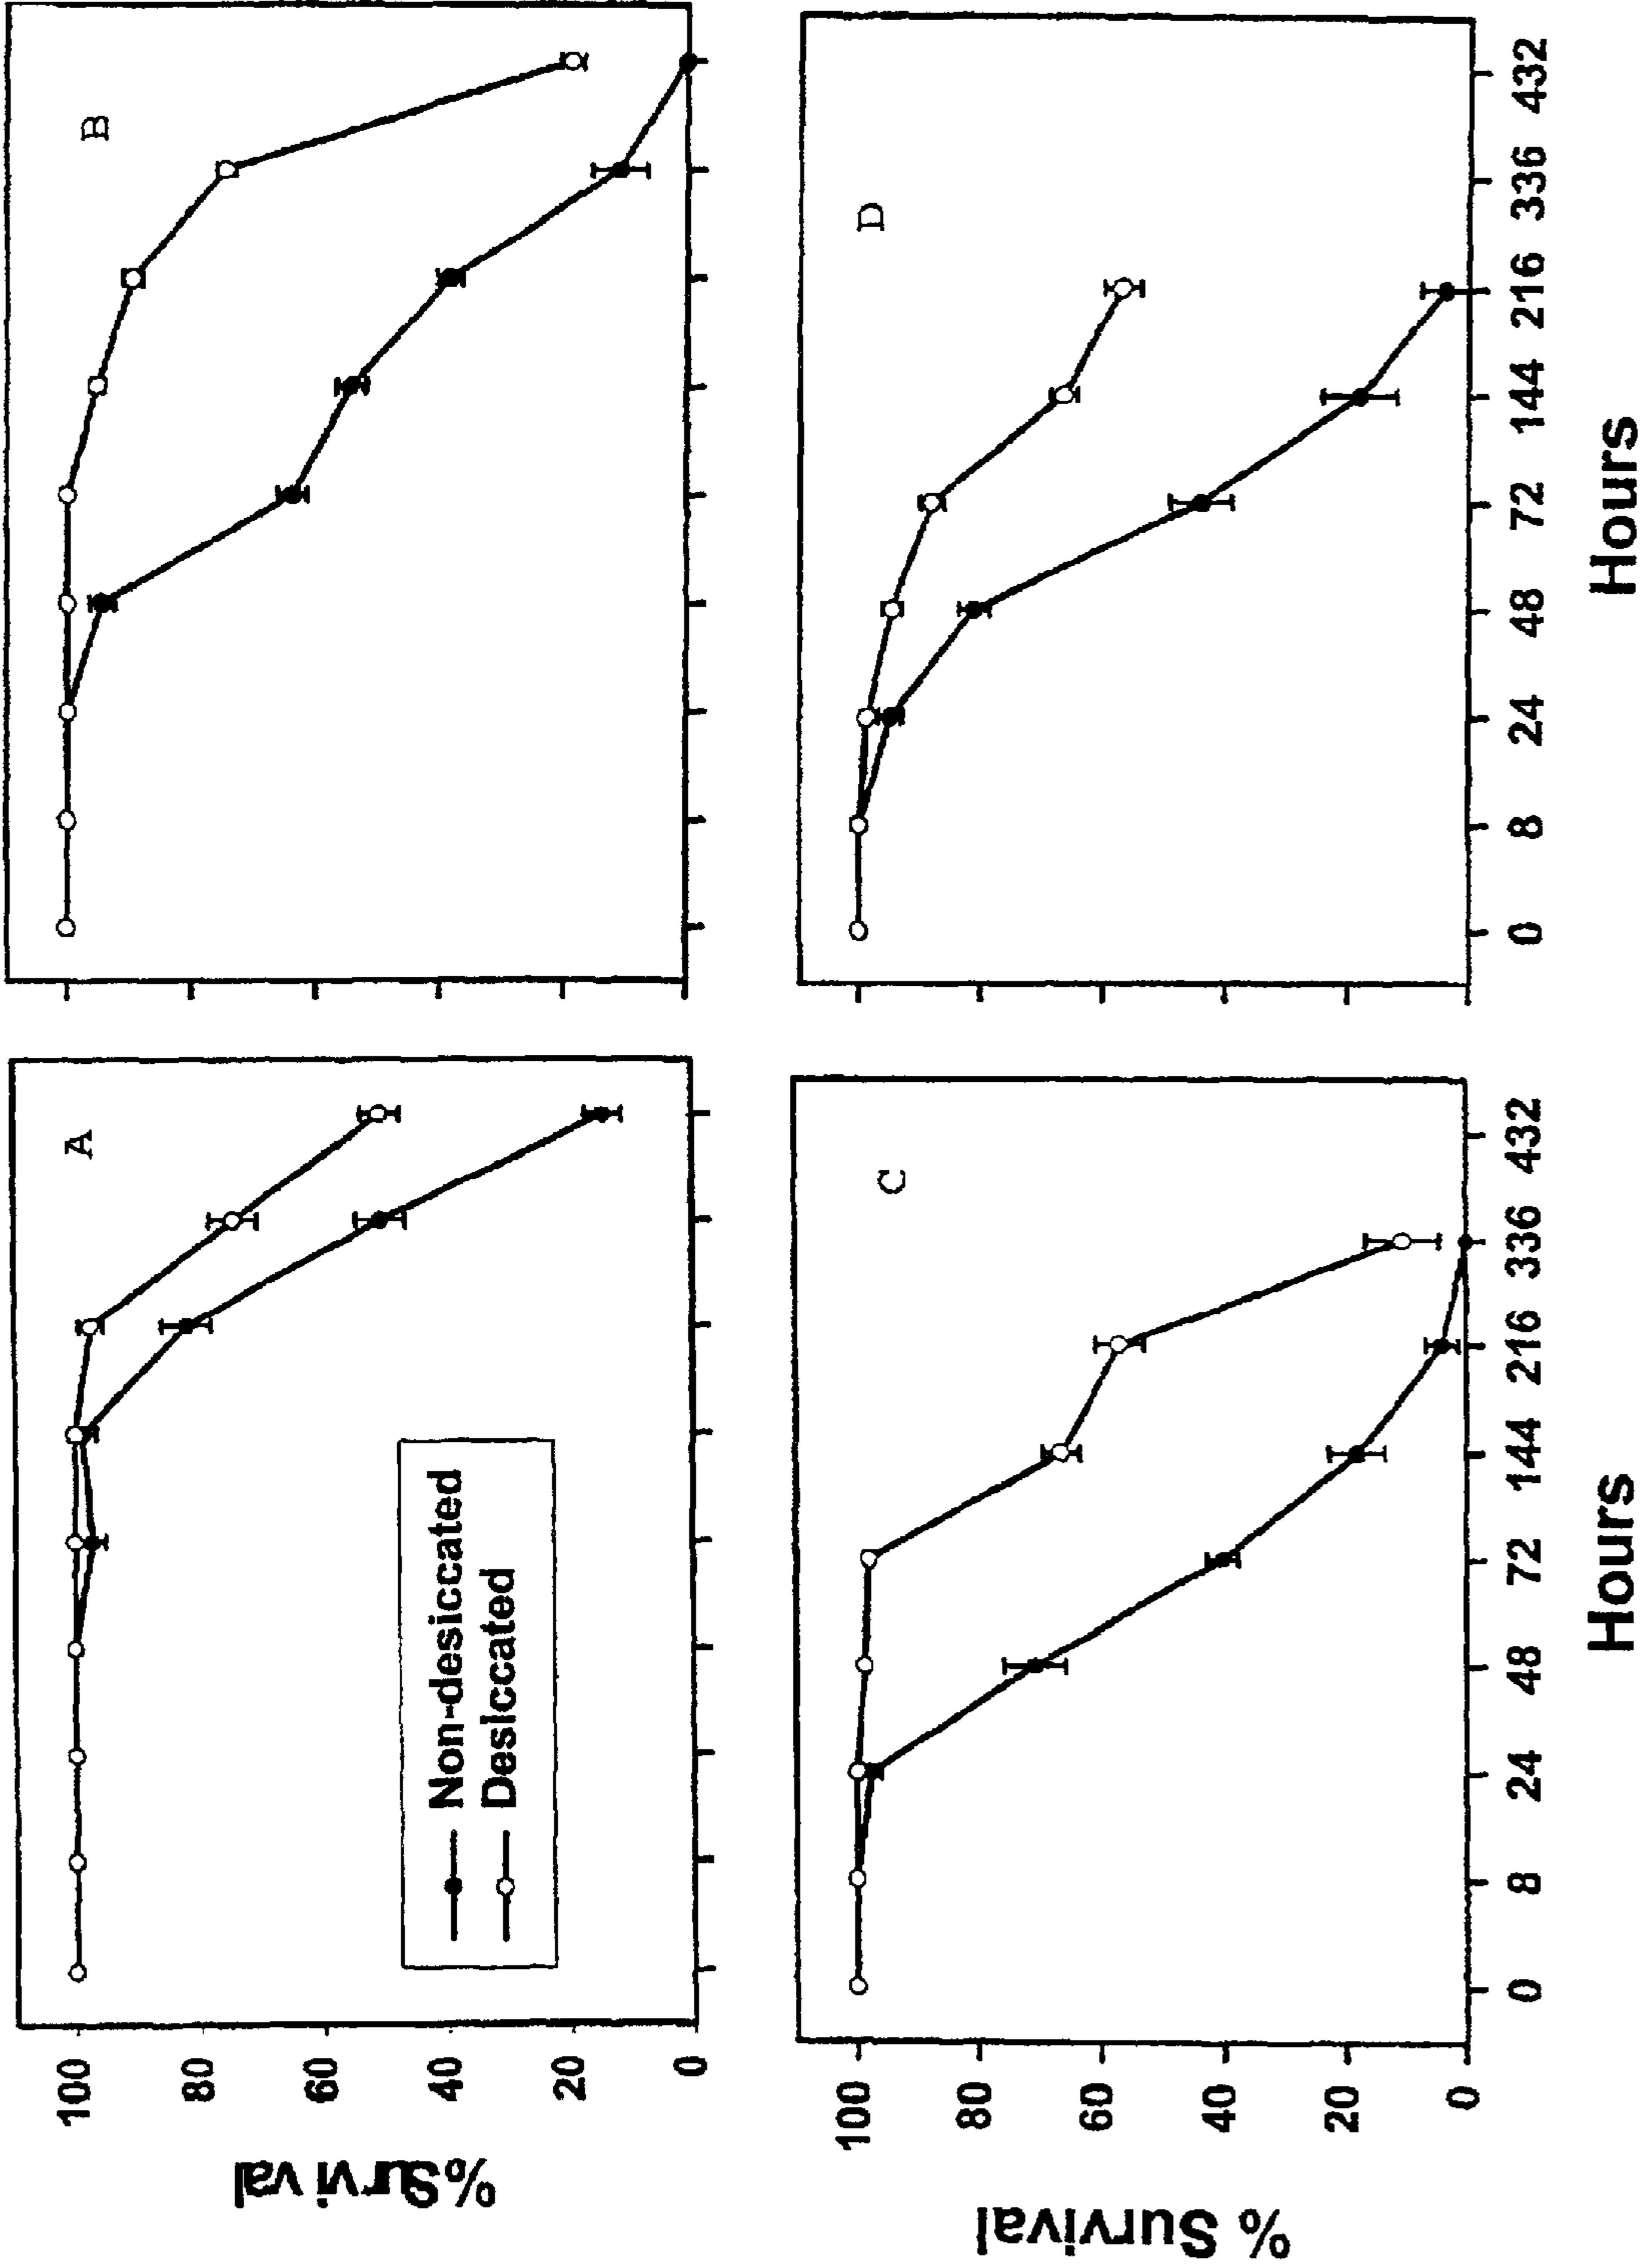 A
B
100
80
60
40
20
0
%Survival
Non-desiccated
Desiccated
C
D
100
80
60
40
20
0
% Survival
0 8 24 48 72 144 216 336 432
0 8 24 48 72 144 216 336 432
Hours
Hours